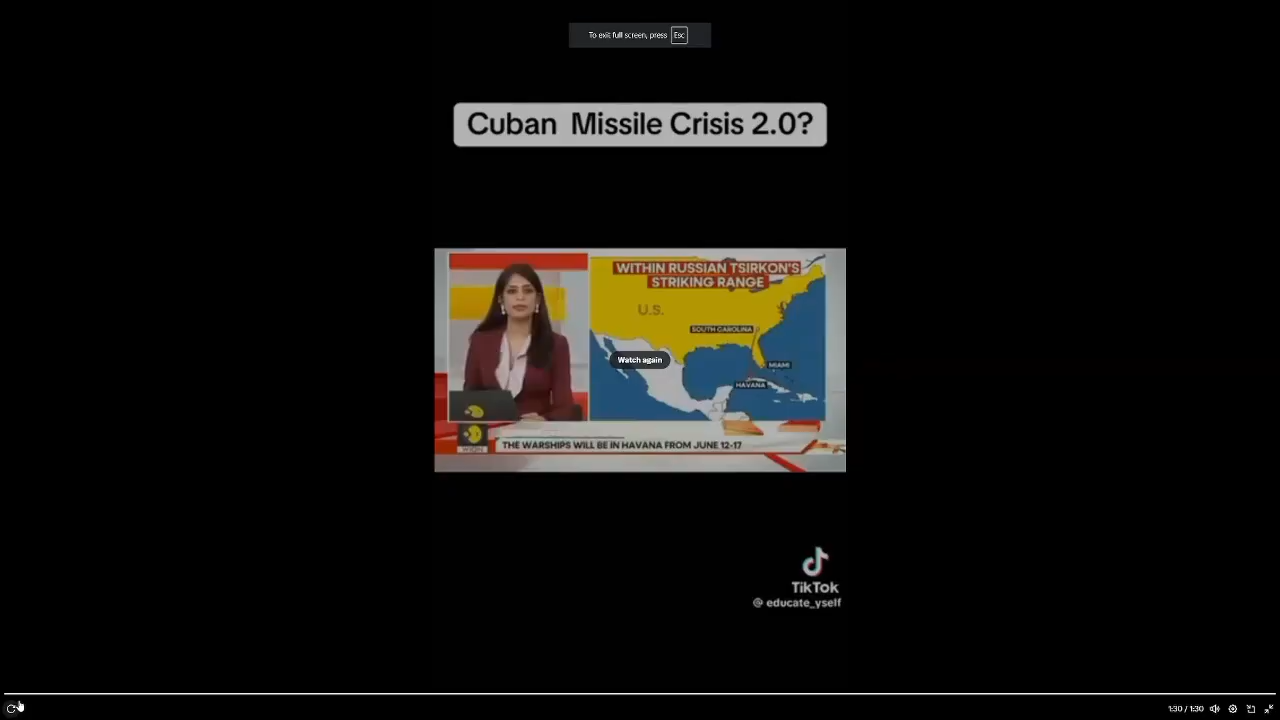 To exit full screen, press Esc
Cuban Missile Crisis 2.0?
WITHIN RUSSIAN TSIRKON'S
STRIKING RANGE
U.S.
SOUTH CAROLINA
Watch again
MIAMI
HAVANA
WION
THE WARSHIPS WILL BE IN HAVANA FROM JUNE 12-17
TikTok
@ educate_yself
1:30 / 1:30